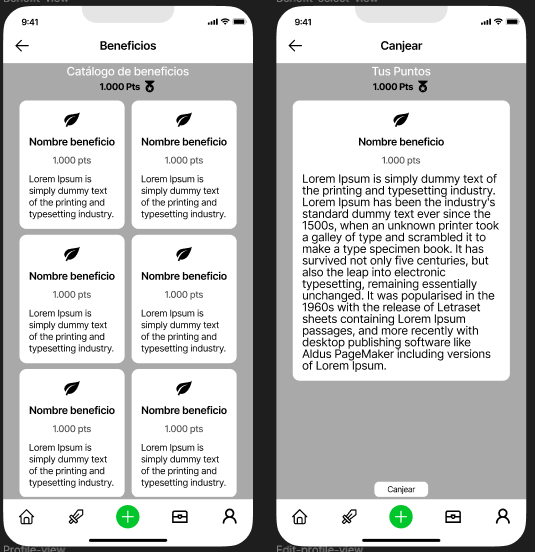 Benefit-view
Benefit-select-view
9:41
Beneficios
Catálogo de beneficios
1.000 Pts
Nombre beneficio
1.000 pts
Lorem Ipsum is
simply dummy text
of the printing and
typesetting industry.
Nombre beneficio
1.000 pts
Lorem Ipsum is
simply dummy text
of the printing and
typesetting industry.
Nombre beneficio
1.000 pts
Lorem Ipsum is
simply dummy text
of the printing and
typesetting industry.
Nombre beneficio
1.000 pts
Lorem Ipsum is
simply dummy text
of the printing and
typesetting industry.
Nombre beneficio
1.000 pts
Lorem Ipsum is
simply dummy text
of the printing and
typesetting industry.
Nombre beneficio
1.000 pts
Lorem Ipsum is
simply dummy text
of the printing and
typesetting industry.
9:41
Canjear
Tus Puntos
1.000 Pts
Nombre beneficio
1.000 pts
Lorem Ipsum is simply dummy text of
the printing and typesetting industry.
Lorem Ipsum has been the industry's
standard dummy text ever since the
1500s, when an unknown printer took
a galley of type and scrambled it to
make a type specimen book. It has
survived not only five centuries, but
also the leap into electronic
typesetting, remaining essentially
unchanged. It was popularised in the
1960s with the release of Letraset
sheets containing Lorem Ipsum
passages, and more recently with
desktop publishing software like
Aldus PageMaker including versions
of Lorem Ipsum.
Canjear
Profile-view
Edit-profile-view